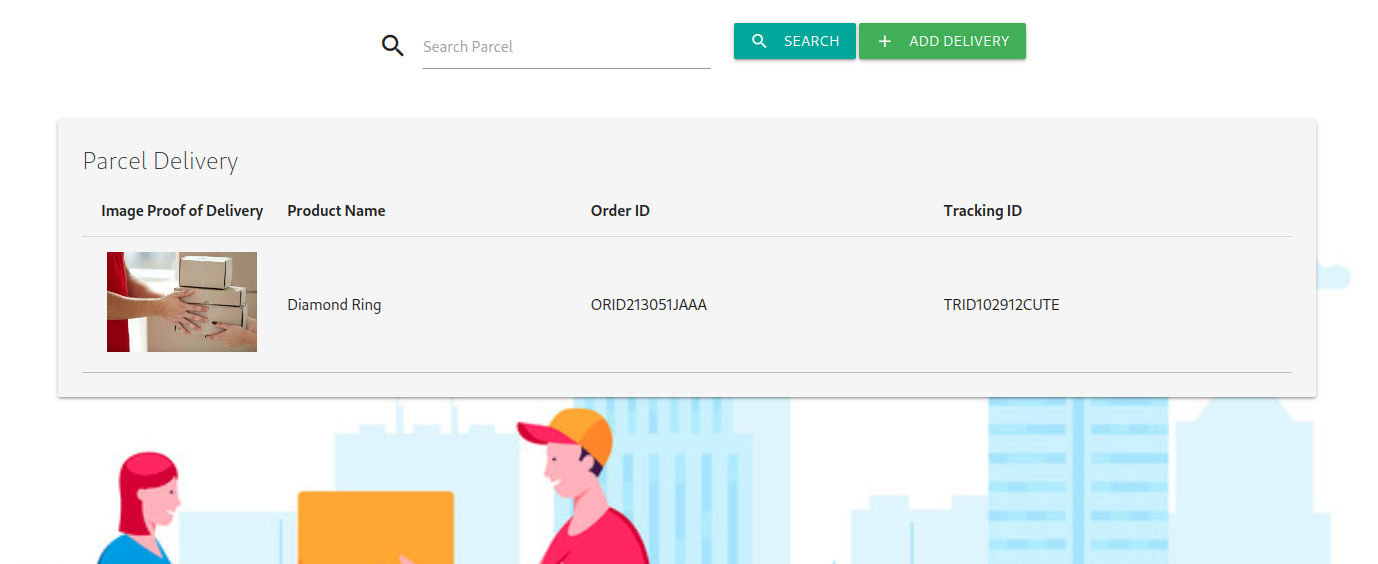 Search Parcel
SEARCH
ADD DELIVERY
Parcel Delivery
Image Proof of Delivery Product Name Order ID Tracking ID
Diamond Ring ORID213051JAAA TRID102912CUTE